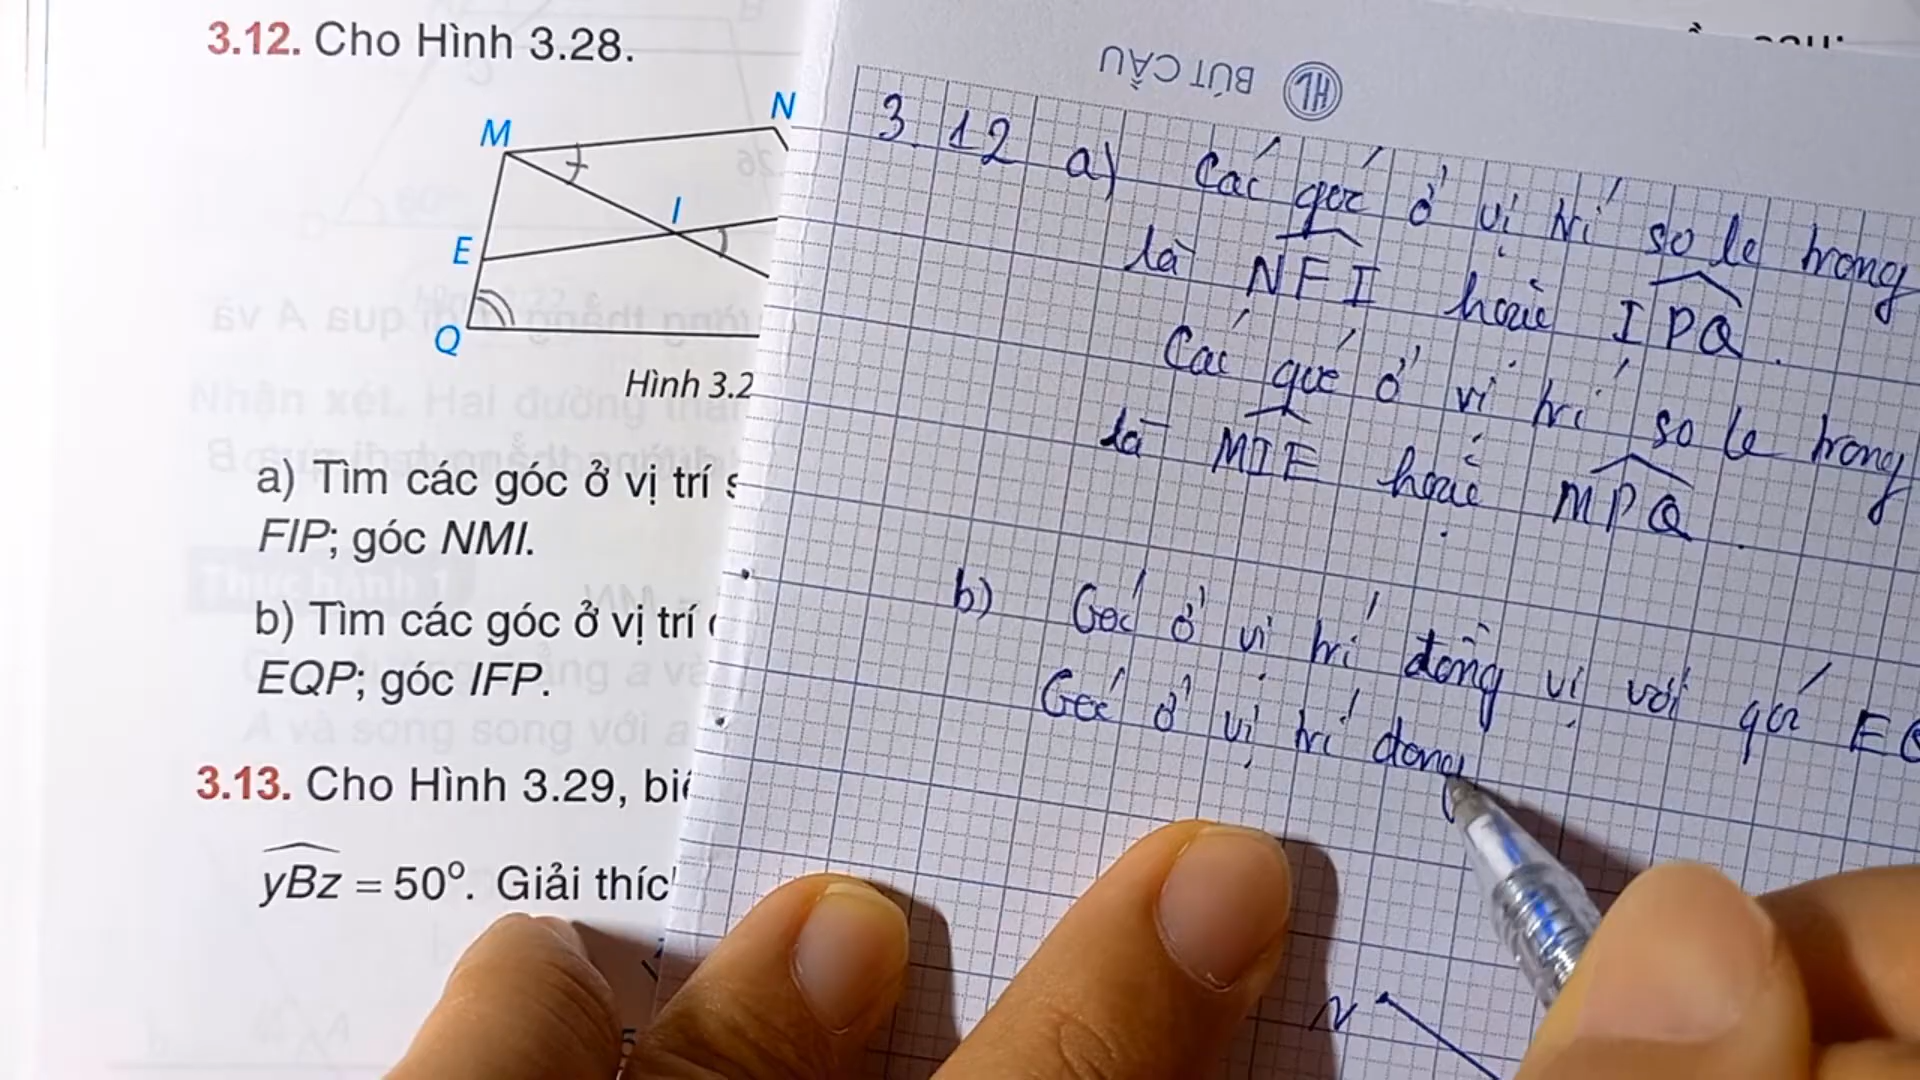 3.12. Cho Hình 3.28.
M
N
I
E
Q
Hình 3.2
a) Tìm các góc ở vị trí s
FIP; góc NMI.
b) Tìm các góc ở vị trí
EQP; góc IFP.
3.13. Cho Hình 3.29, bi
yBz = 50°. Giải thíc
BÚT CẦU
3.12 a) Các góc ở vị trí so le trong
là NFI hoặc IPQ.
Các góc ở vị trí so le trong
là MIE hoặc MPQ.
b) Góc ở vị trí đồng vị với góc EQ
Góc ở vị trí đong
N